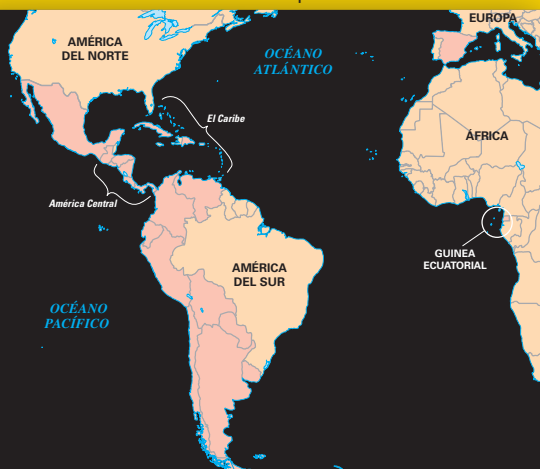 EUROPA
AMÉRICA
DEL NORTE
OCÉANO
ATLÁNTICO
El Caribe
ÁFRICA
América Central
GUINEA
ECUATORIAL
AMÉRICA
DEL SUR
OCÉANO
PACÍFICO